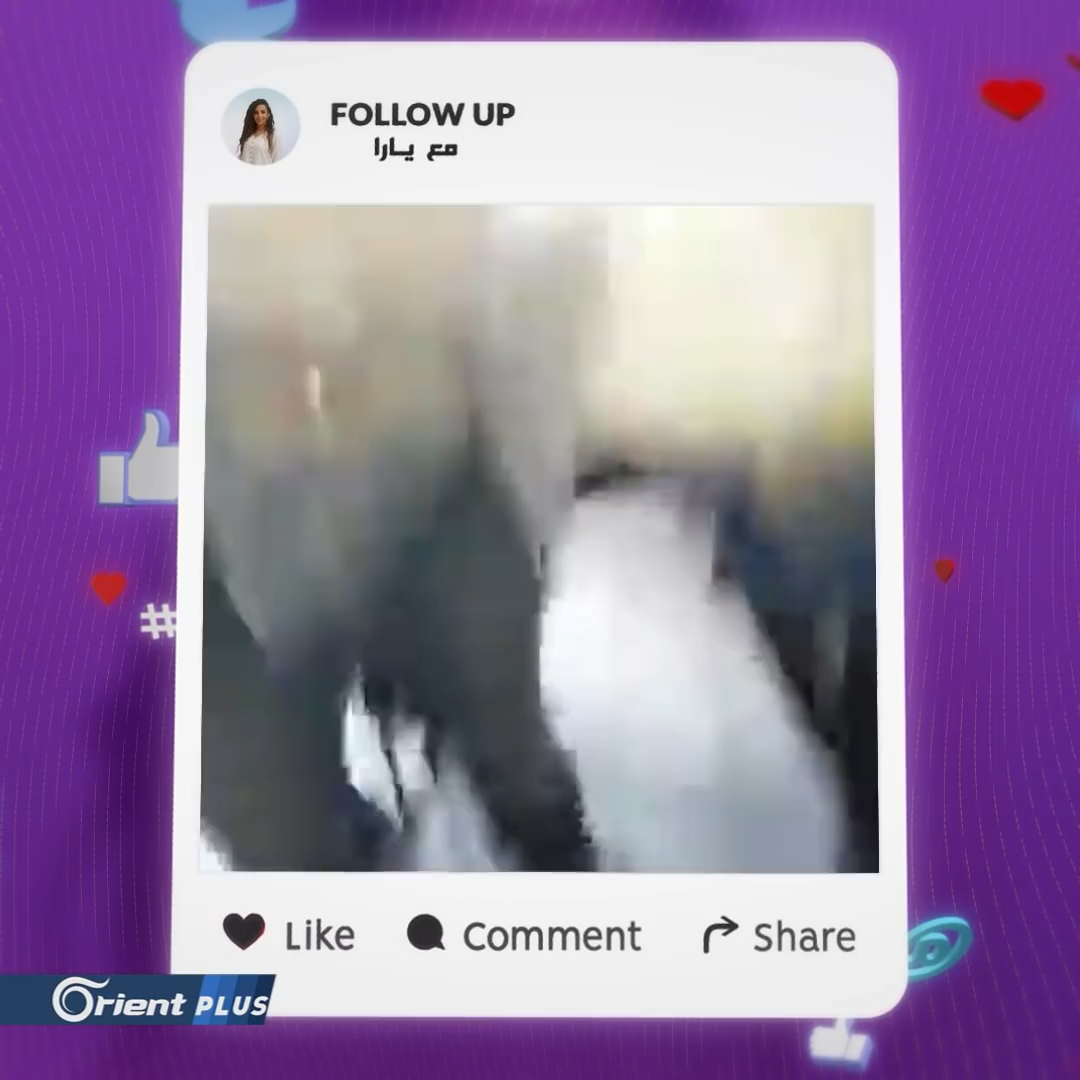 FOLLOW UP
مع يارا
#
Like
Comment
Share
Orient PLUS